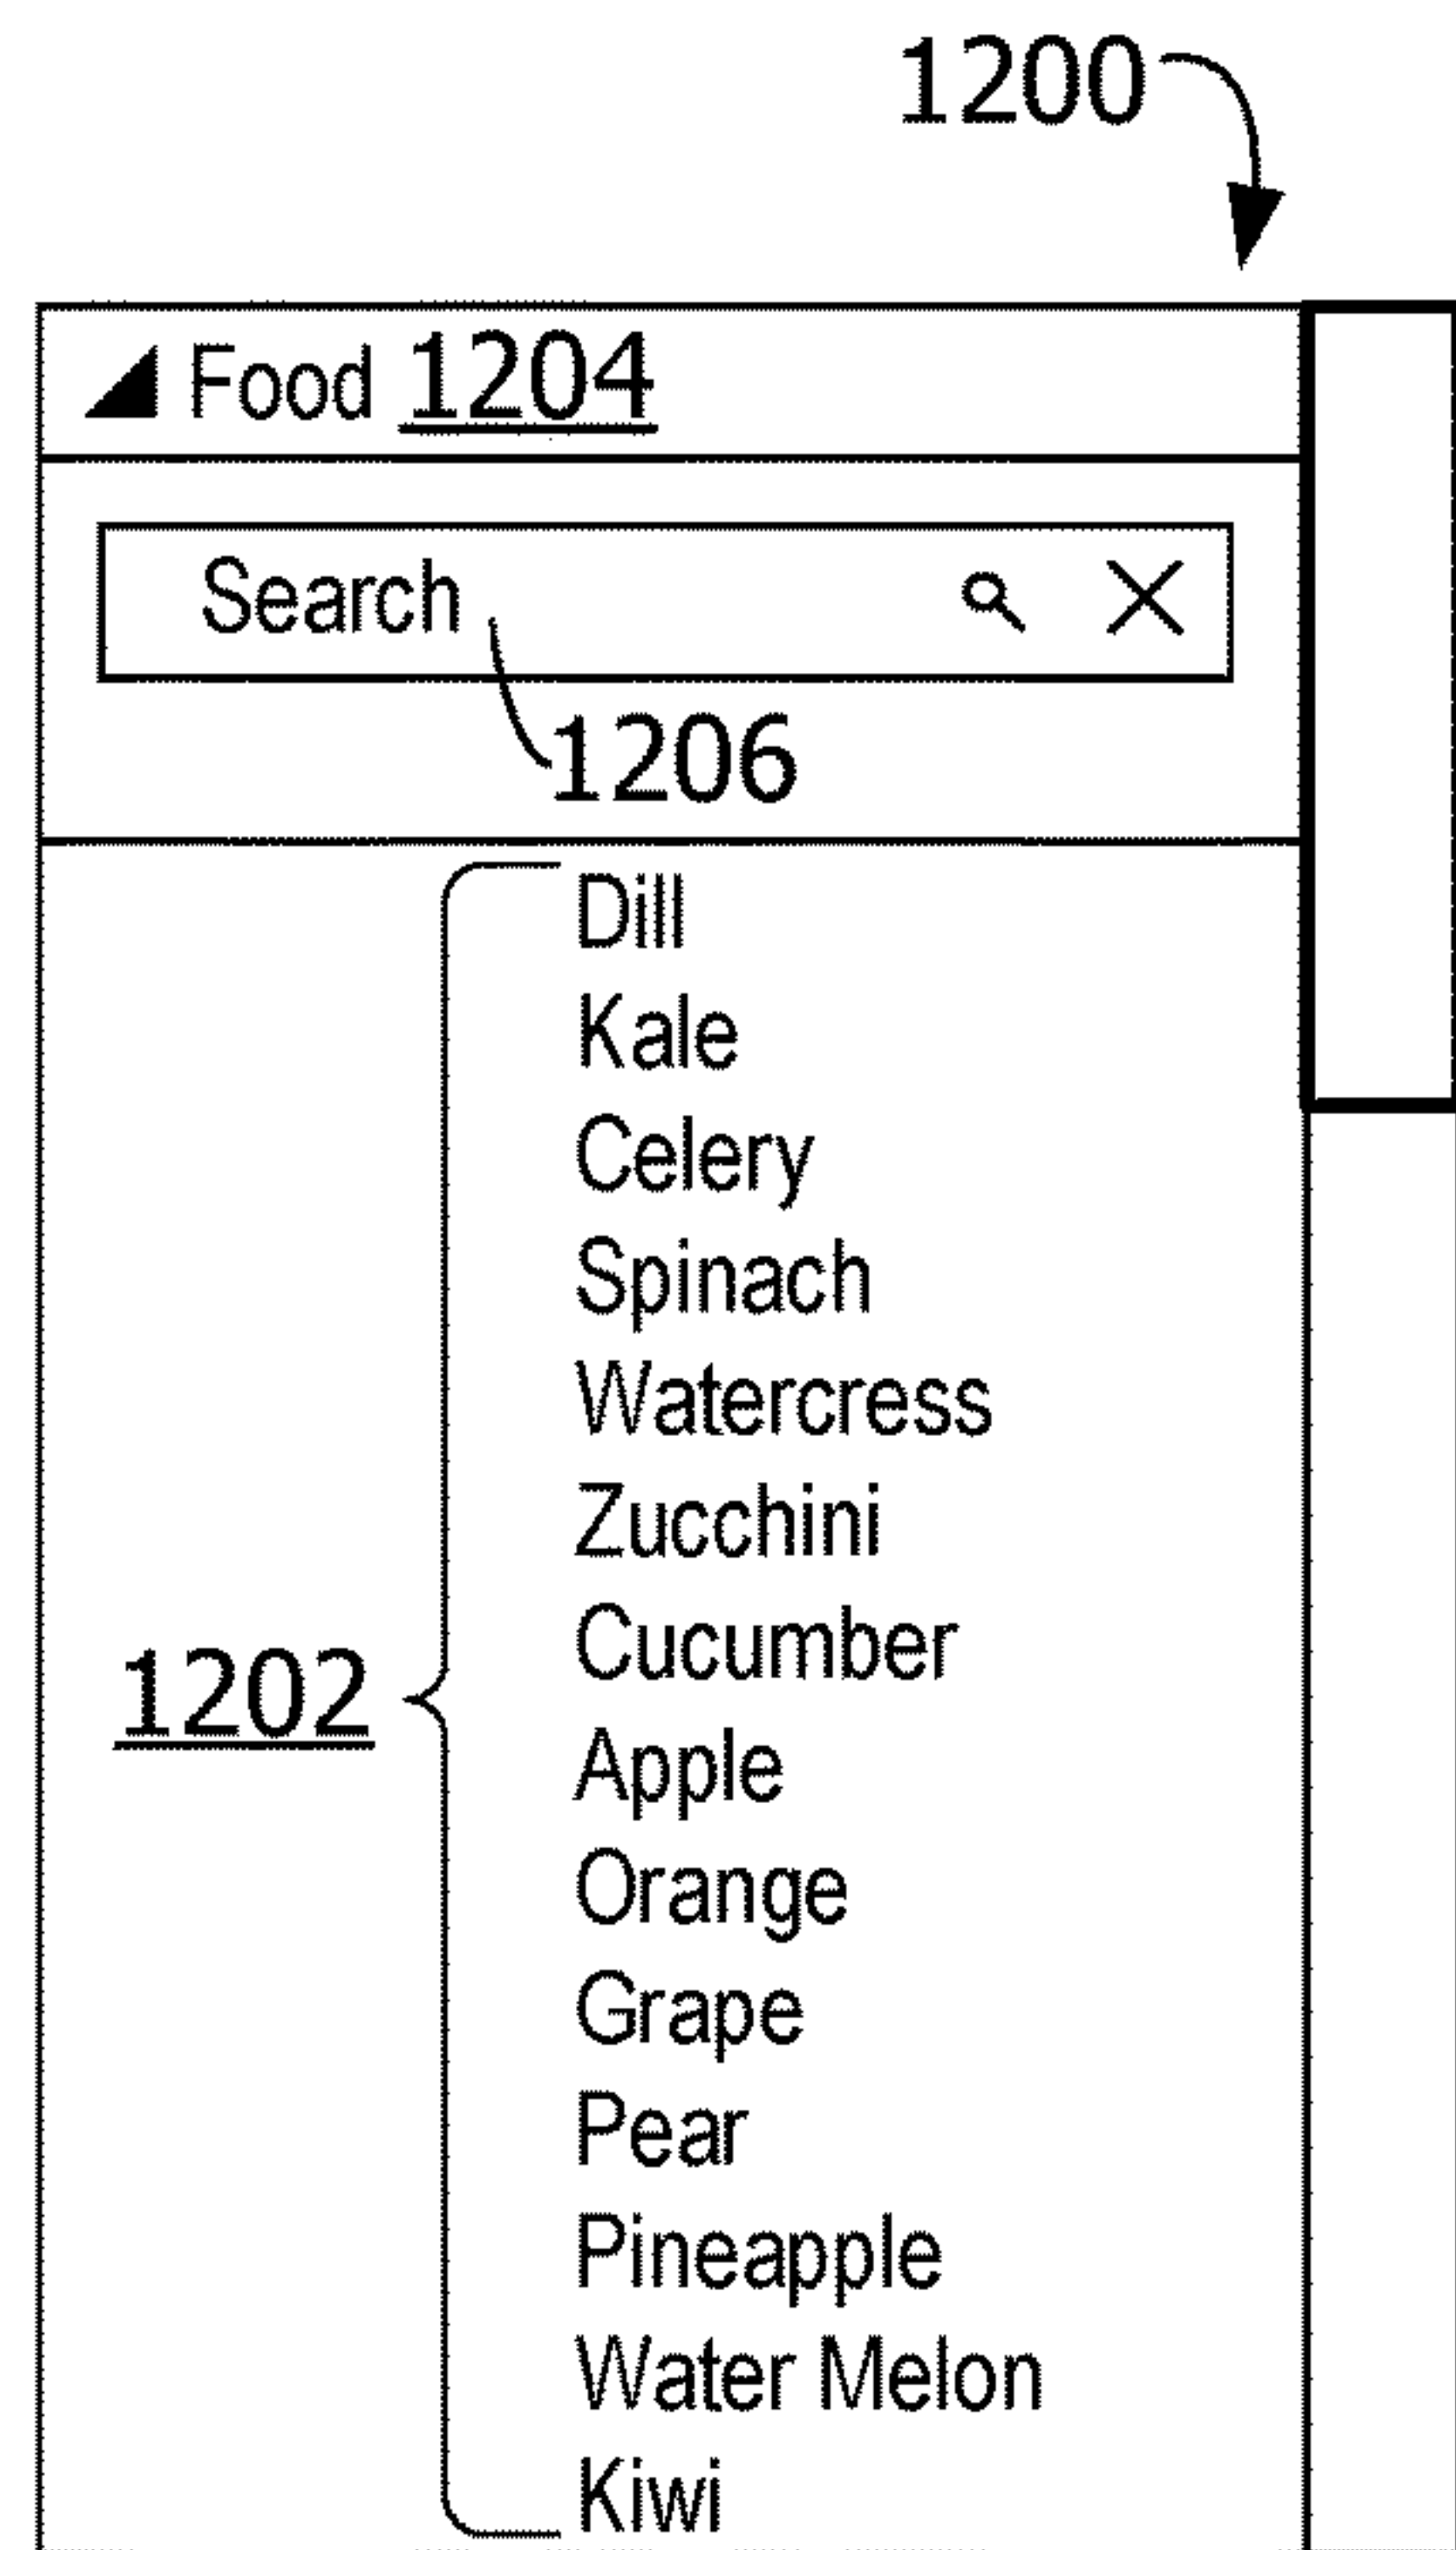 1200
Food 1204
Search
1206
Dill
Kale
Celery
Spinach
Watercress
Zucchini
Cucumber
1202
Apple
Orange
Grape
Pear
Pineapple
Water Melon
Kiwi